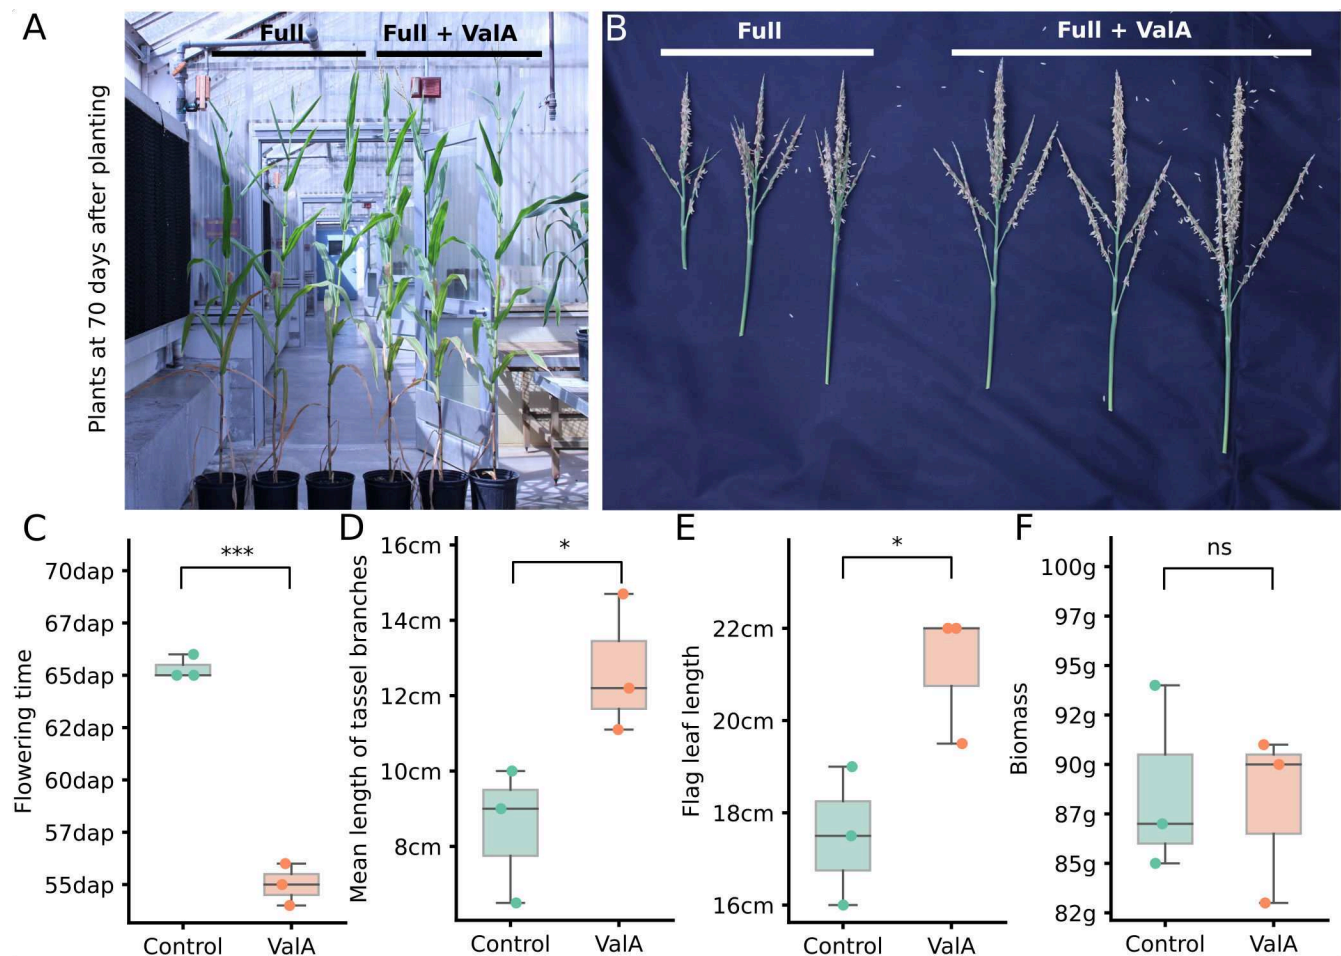 A
Full
Full + ValA
Plants at 70 days after planting
B
Full
Full + ValA
C
Flowering time
70dap
67dap
65dap
62dap
60dap
57dap
55dap
***
Control
ValA
D
Mean length of tassel branches
16cm
14cm
12cm
10cm
8cm
*
Control
ValA
E
Flag leaf length
22cm
20cm
18cm
16cm
*
Control
ValA
F
Biomass
100g
97g
95g
92g
90g
87g
85g
82g
ns
Control
ValA